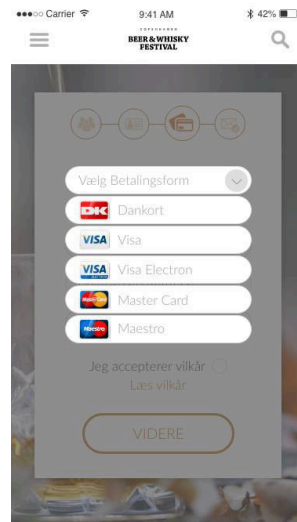 Carrier
9:41 AM
42%
COPENHAGEN
BEER & WHISKY
FESTIVAL
Vælg Betalingsform
DK Dankort
VISA Visa
VISA Visa Electron
MasterCard Master Card
Maestro Maestro
Jeg accepterer vilkår
Læs vilkår
VIDERE